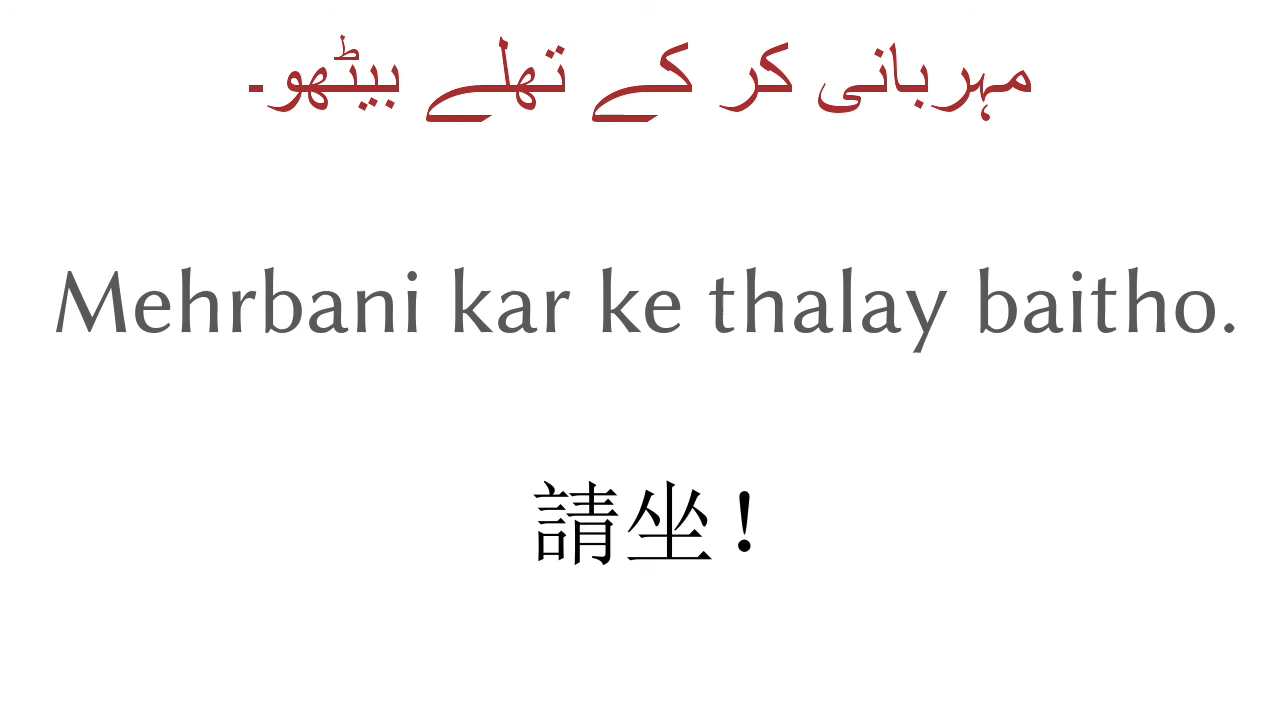 مہربانی کر کے تھلے بیٹھو۔
Mehrbani kar ke thalay baitho.
請坐！